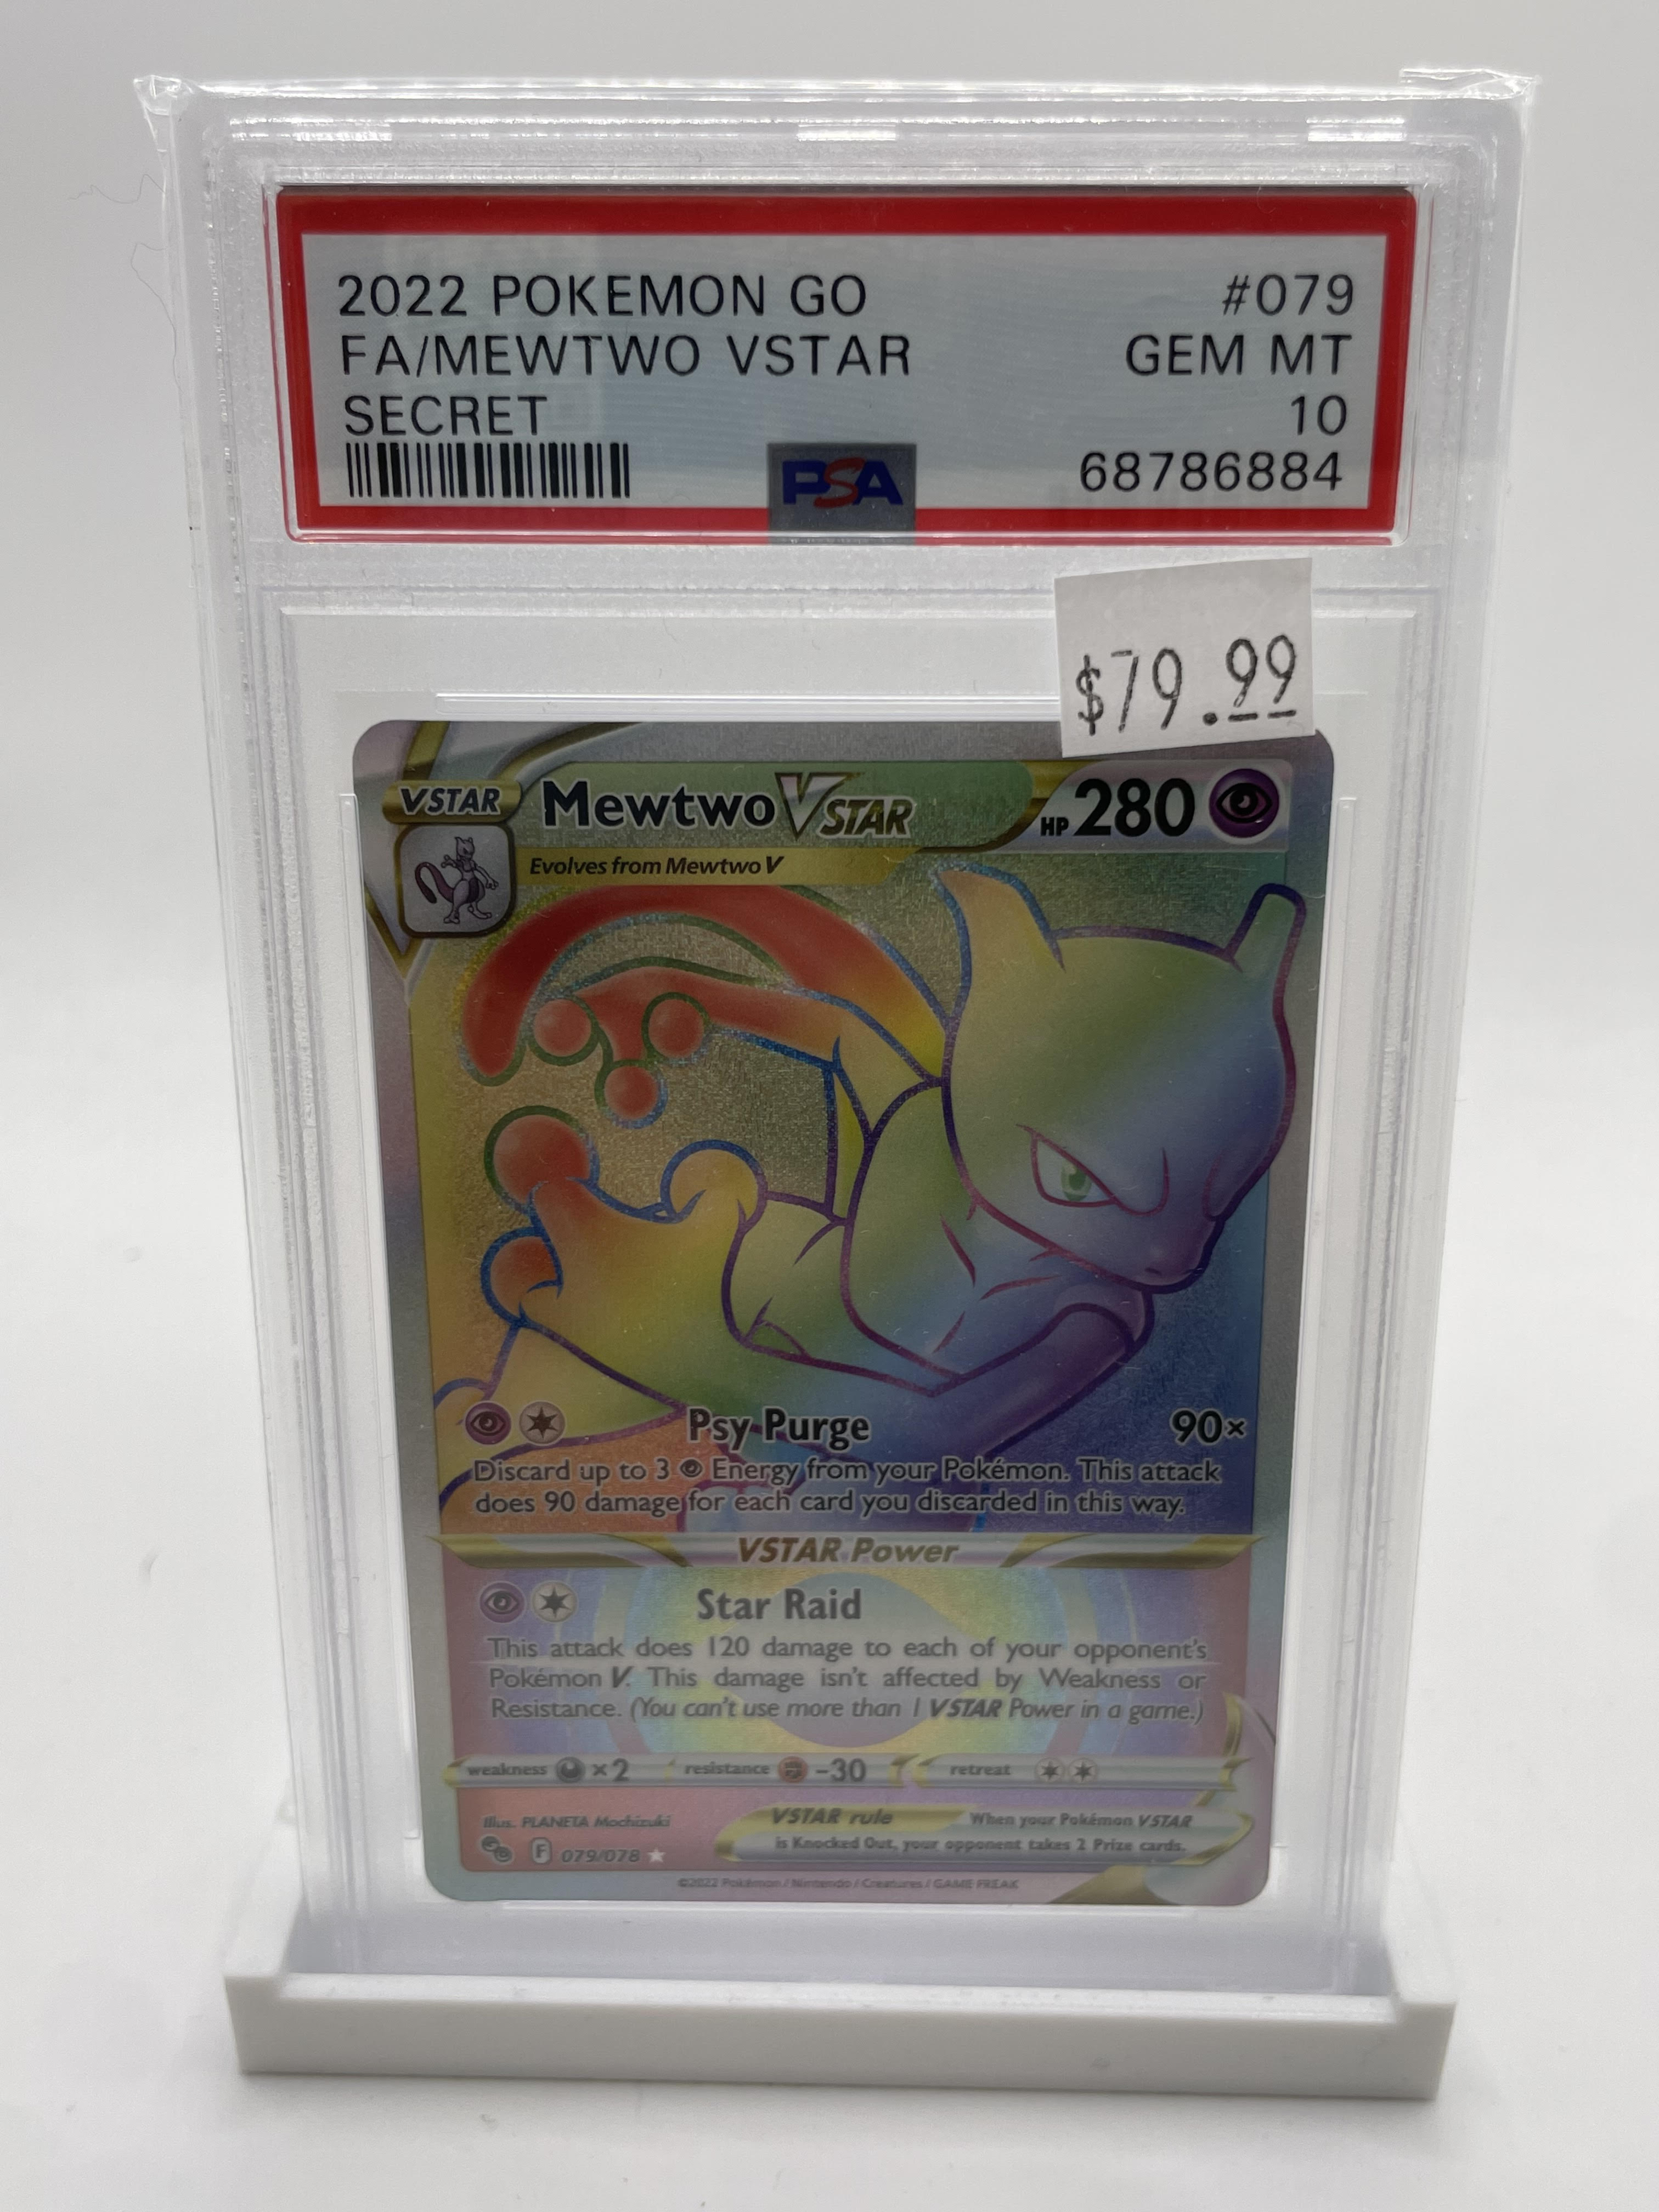 2022 POKEMON GO #079
FA/MEWTWO VSTAR GEM MT
SECRET 10
PSA 68786884
$79.99
VSTAR Mewtwo VSTAR HP 280
Evolves from Mewtwo V
Psy Purge 90×
Discard up to 3 Energy from your Pokémon. This attack
does 90 damage for each card you discarded in this way.
VSTAR Power
Star Raid
This attack does 120 damage to each of your opponent's
Pokémon V. This damage isn't affected by Weakness or
Resistance. (You can't use more than 1 VSTAR Power in a game.)
weakness ×2 resistance -30 retreat
Illus. PLANETA Mochizuki
VSTAR rule When your Pokémon VSTAR
is Knocked Out, your opponent takes 2 Prize cards.
F 079/078
©2022 Pokémon / Nintendo / Creatures / GAME FREAK